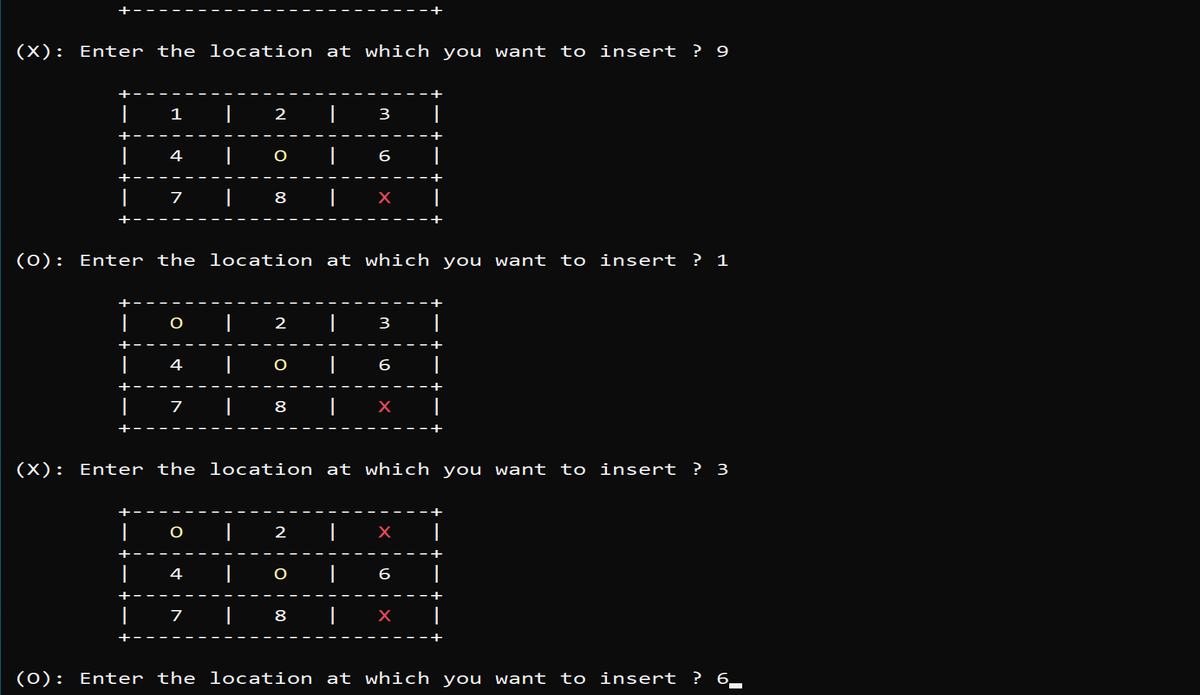 +-----------------------+
(X): Enter the location at which you want to insert ? 9
+-----------------------+
| 1 | 2 | 3 |
+-----------------------+
| 4 | O | 6 |
+-----------------------+
| 7 | 8 | X |
+-----------------------+
(O): Enter the location at which you want to insert ? 1
+-----------------------+
| O | 2 | 3 |
+-----------------------+
| 4 | O | 6 |
+-----------------------+
| 7 | 8 | X |
+-----------------------+
(X): Enter the location at which you want to insert ? 3
+-----------------------+
| O | 2 | X |
+-----------------------+
| 4 | O | 6 |
+-----------------------+
| 7 | 8 | X |
+-----------------------+
(O): Enter the location at which you want to insert ? 6_